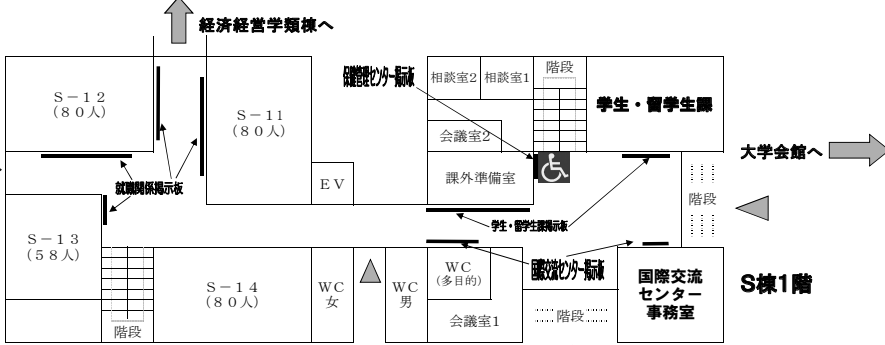 経済経営学類棟へ
Ｓ－１２
（８０人）
Ｓ－１１
（８０人）
保健管理センター掲示板
相談室2
相談室1
階段
学生・留学生課
会議室2
大学会館へ
就職関係掲示板
ＥＶ
課外準備室
階段
学生・留学生課掲示板
Ｓ－１３
（５８人）
Ｓ－１４
（８０人）
ＷＣ
女
ＷＣ
男
ＷＣ
(多目的)
国際交流センター掲示板
国際交流
センター
事務室
S棟1階
階段
会議室1
階段